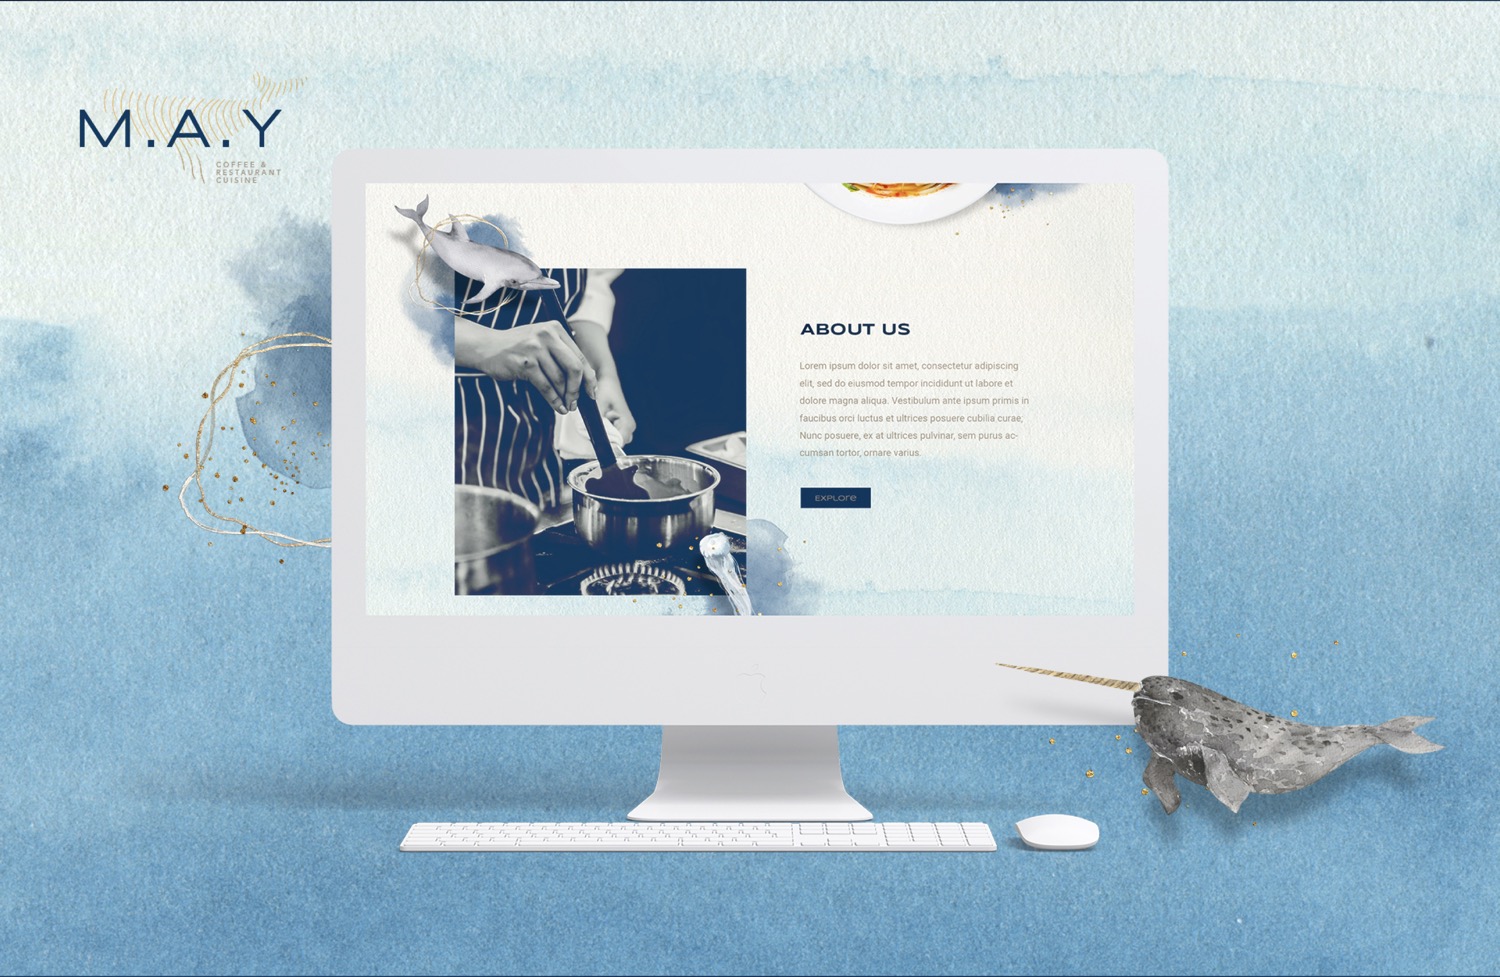 M.A.Y
COFFEE &
RESTAURANT
CUISINE
ABOUT US
Lorem ipsum dolor sit amet, consectetur adipiscing
elit, sed do eiusmod tempor incididunt ut labore et
dolore magna aliqua. Vestibulum ante ipsum primis in
faucibus orci luctus et ultrices posuere cubilia curae,
Nunc posuere, ex at ultrices pulvinar, sem purus ac-
cumsan tortor, ornare varius.
EXPLore